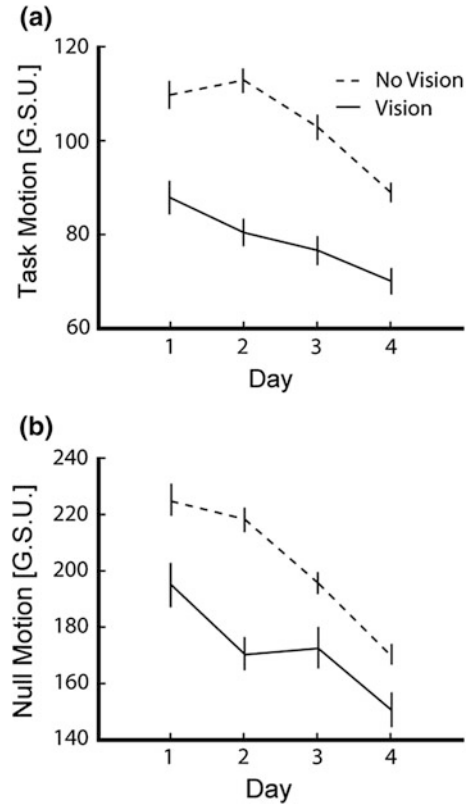 (a)
120
100
80
60
Task Motion [G.S.U.]
No Vision
Vision
1 2 3 4
Day
(b)
240
220
200
180
160
140
Null Motion [G.S.U.]
1 2 3 4
Day